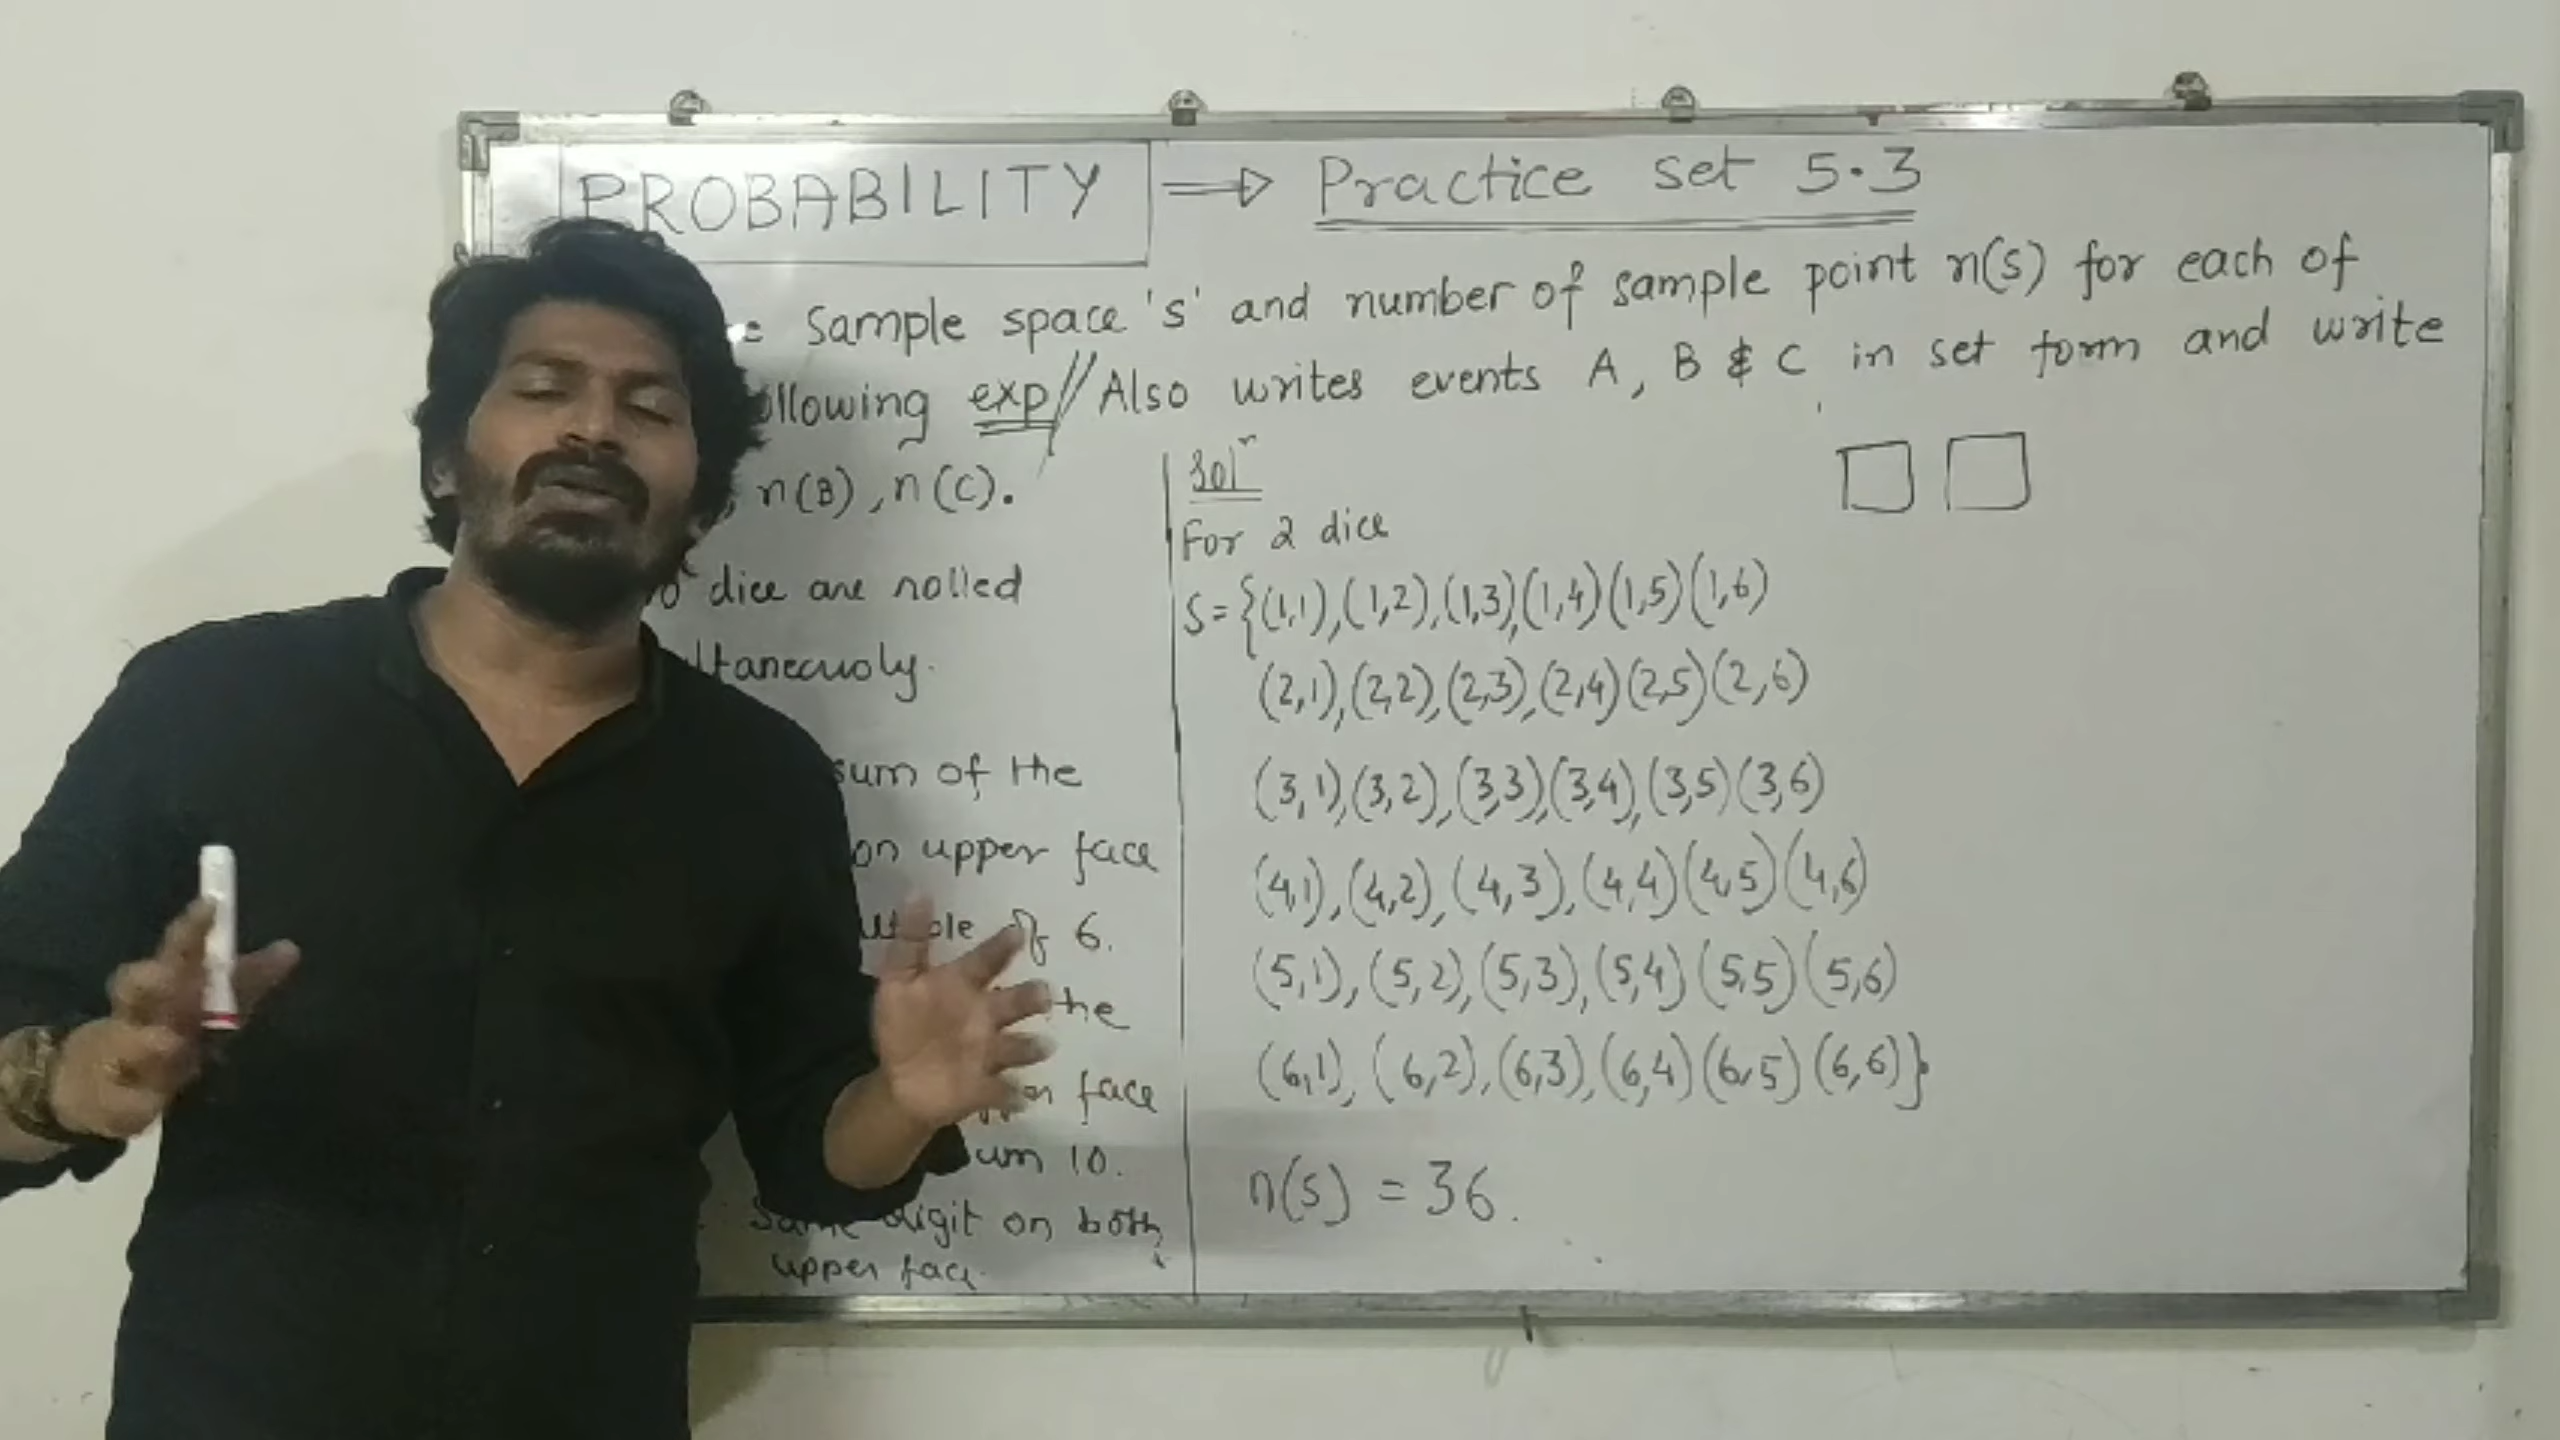 PROBABILITY ⇒ Practice set 5.3
Sample space 's' and number of sample point n(s) for each of
exp // Also writes events A, B & C in set form and write
n(B), n(C).
dice are rolled
sum of the
on upper face
of 6.
the
face
10.
digit on both
upper face.
Solⁿ
For 2 dice
S={(1,1),(1,2),(1,3),(1,4)(1,5)(1,6)
(2,1),(2,2),(2,3),(2,4)(2,5)(2,6)
(3,1)(3,2),(3,3),(3,4),(3,5)(3,6)
(4,1),(4,2),(4,3),(4,4)(4,5)(4,6)
(5,1),(5,2),(5,3),(5,4)(5,5)(5,6)
(6,1),(6,2),(6,3),(6,4)(6,5)(6,6)}
n(s) = 36.